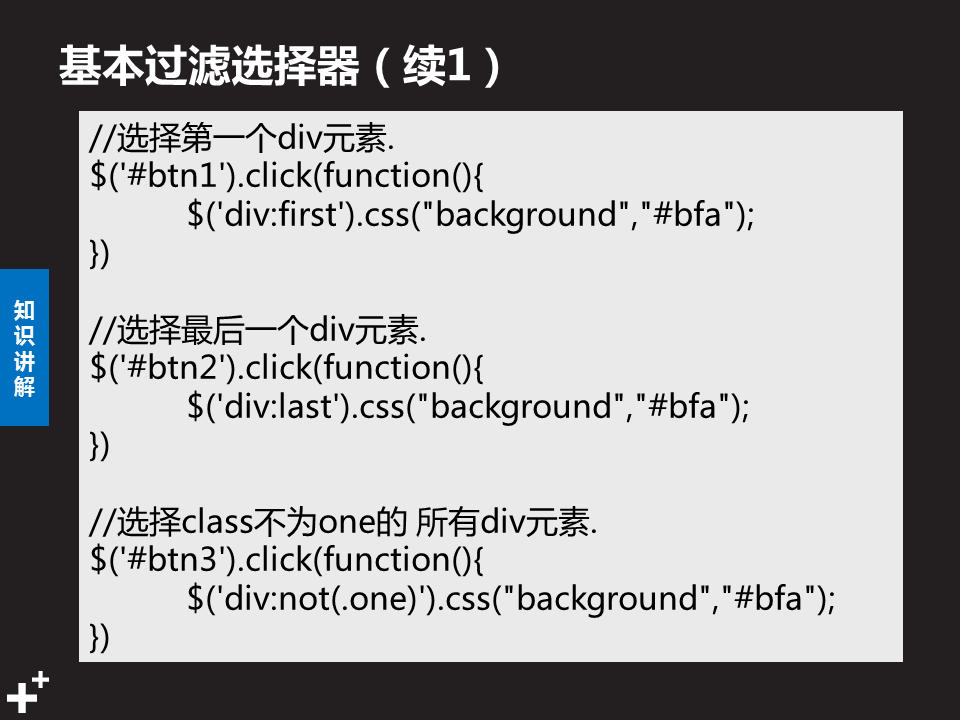 基本过滤选择器（续1）
//选择第一个div元素.
$('#btn1').click(function(){
$('div:first').css("background","#bfa");
})
//选择最后一个div元素.
$('#btn2').click(function(){
$('div:last').css("background","#bfa");
})
//选择class不为one的 所有div元素.
$('#btn3').click(function(){
$('div:not(.one)').css("background","#bfa");
})
知
识
讲
解